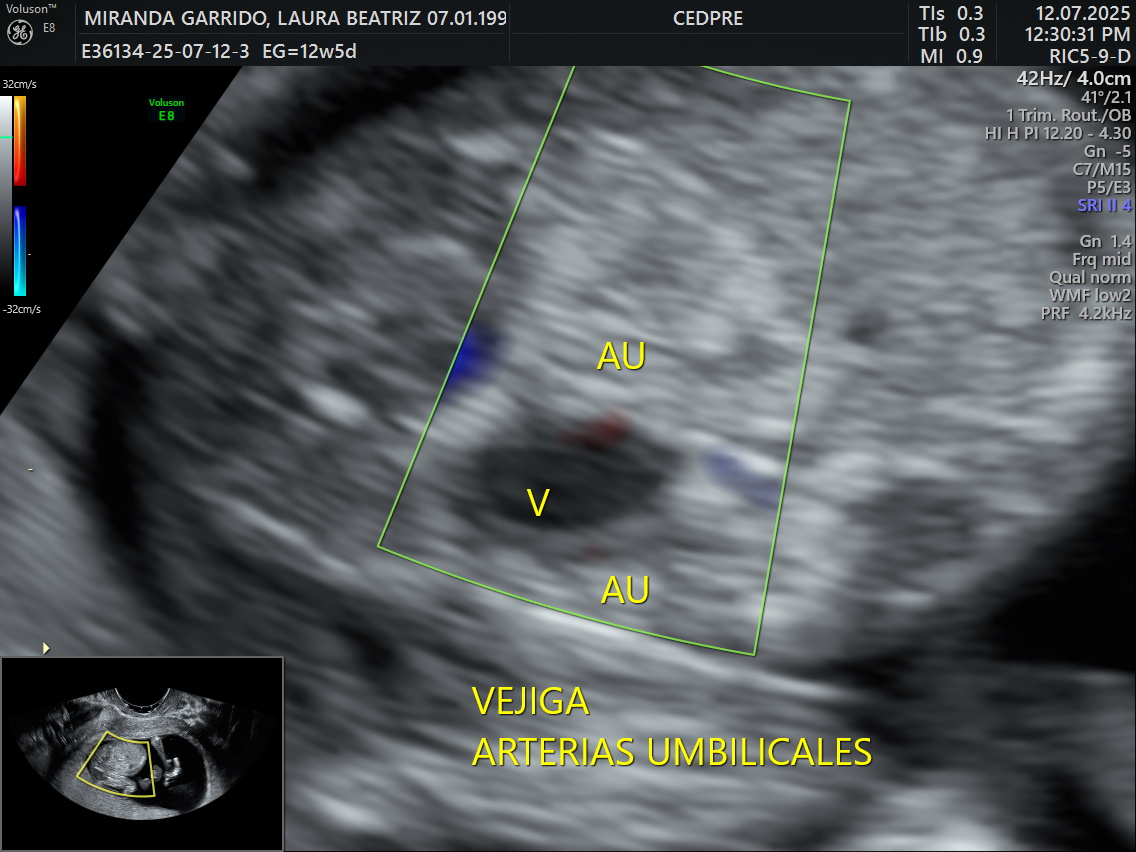 Voluson™
E8
MIRANDA GARRIDO, LAURA BEATRIZ 07.01.199
E36134-25-07-12-3 EG=12w5d
CEDPRE
TIs 0.3
TIb 0.3
MI 0.9
12.07.2025
12:30:31 PM
RIC5-9-D
42Hz/ 4.0cm
41°/2.1
1 Trim. Rout./OB
HI H PI 12.20 - 4.30
Gn -5
C7/M15
P5/E3
SRI II 4
Gn 1.4
Frq mid
Qual norm
WMF low2
PRF 4.2kHz
32cm/s
-32cm/s
Voluson
E8
AU
V
AU
VEJIGA
ARTERIAS UMBILICALES